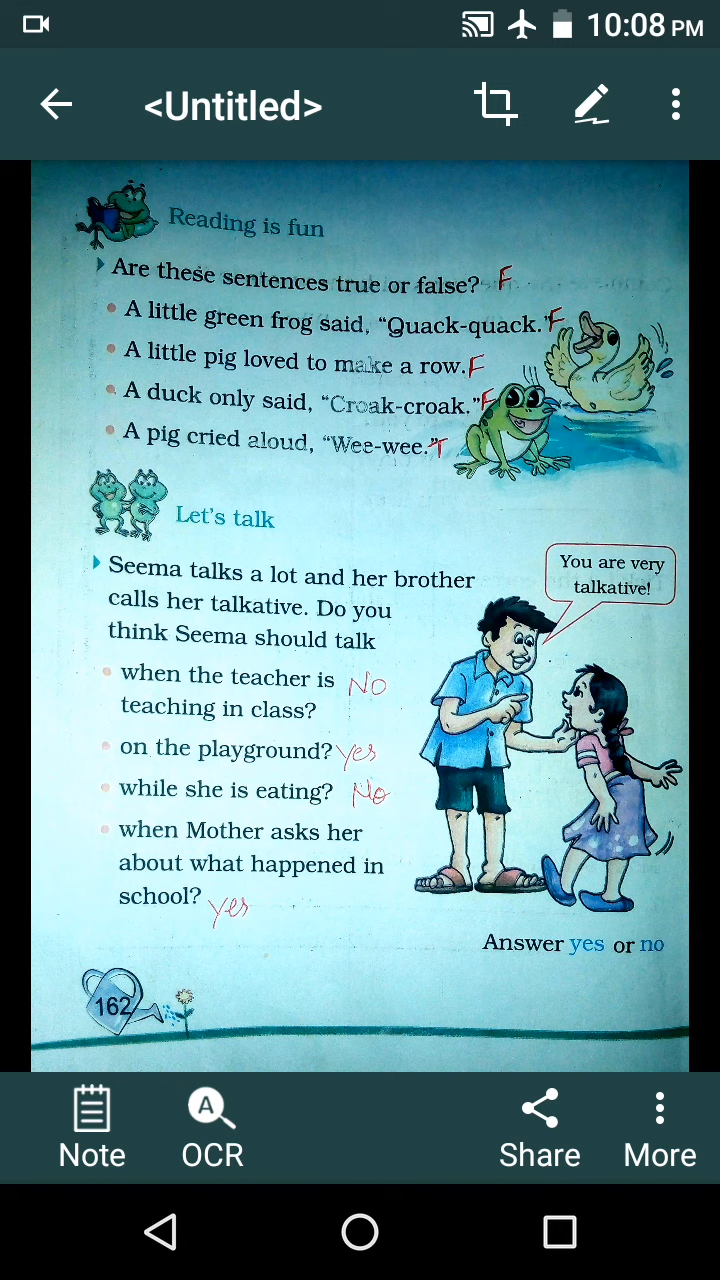 10:08 PM
<Untitled>
Reading is fun
Are these sentences true or false? F
A little green frog said, “Quack-quack.” F
A little pig loved to make a row. F
A duck only said, “Croak-croak.” F
A pig cried aloud, “Wee-wee.” T
Let's talk
Seema talks a lot and her brother
calls her talkative. Do you
think Seema should talk
You are very
talkative!
when the teacher is No
teaching in class?
on the playground? yes
while she is eating? No
when Mother asks her
about what happened in
school? yes
Answer yes or no
162
Note
A
OCR
Share
More